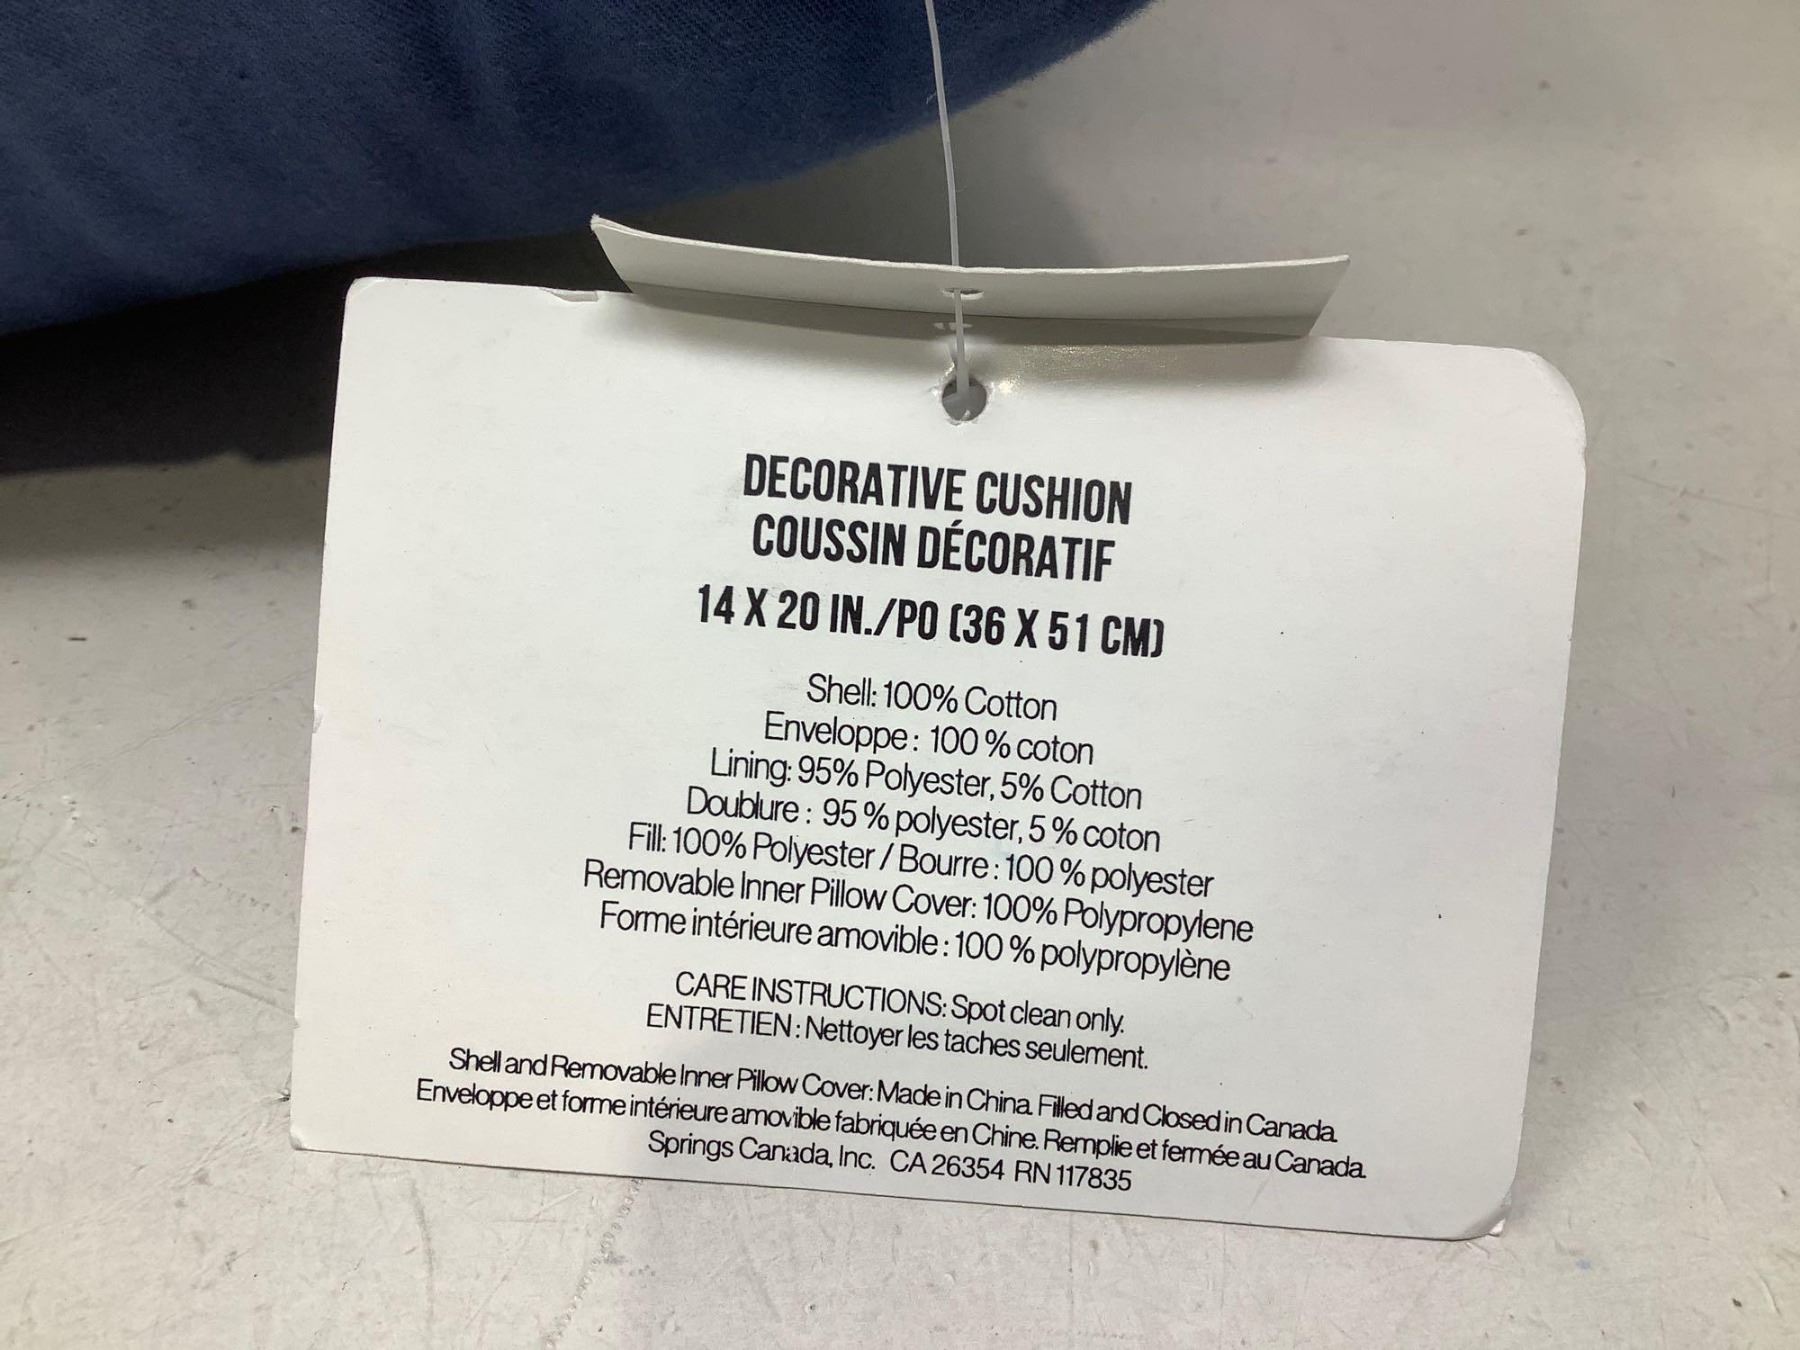 DECORATIVE CUSHION
COUSSIN DÉCORATIF
14 X 20 IN./PO (36 X 51 CM)
Shell: 100% Cotton
Enveloppe : 100 % coton
Lining: 95% Polyester, 5% Cotton
Doublure : 95 % polyester, 5 % coton
Fill: 100% Polyester / Bourre : 100 % polyester
Removable Inner Pillow Cover: 100% Polypropylene
Forme intérieure amovible : 100 % polypropylène
CARE INSTRUCTIONS: Spot clean only.
ENTRETIEN : Nettoyer les taches seulement.
Shell and Removable Inner Pillow Cover: Made in China. Filled and Closed in Canada.
Enveloppe et forme intérieure amovible fabriquée en Chine. Remplie et fermée au Canada.
Springs Canada, Inc. CA 26354 RN 117835